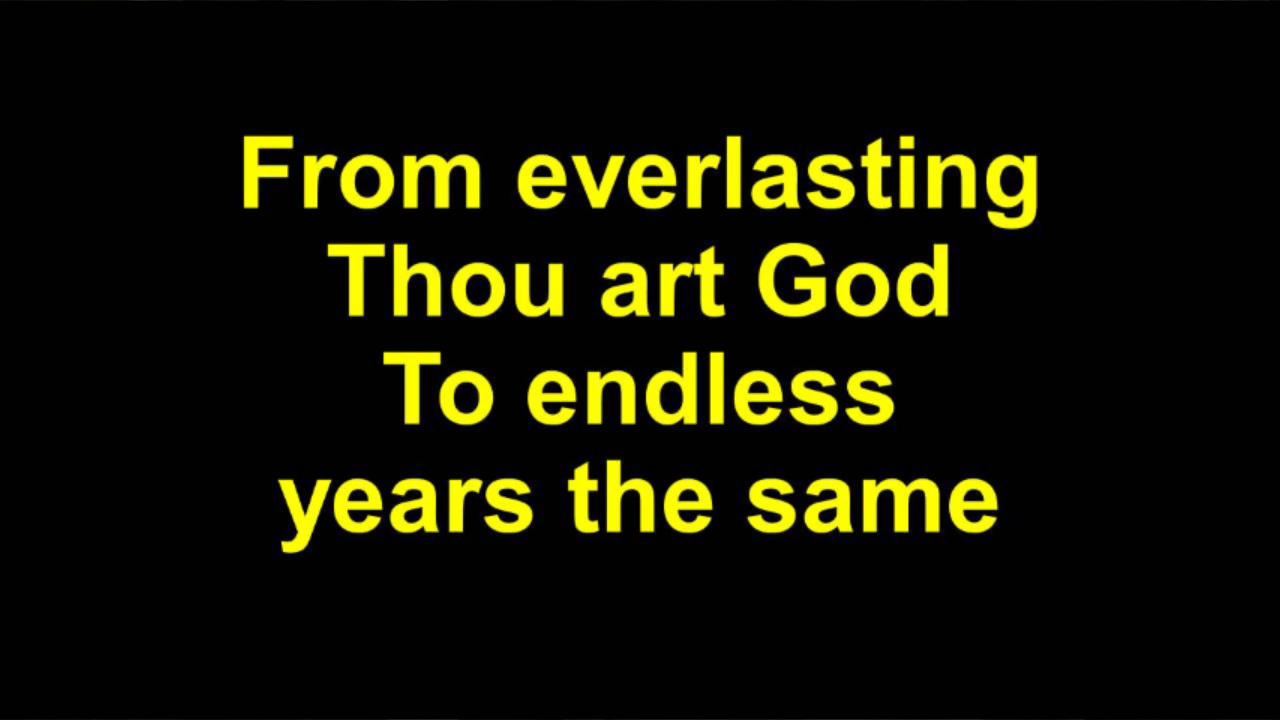 From everlasting
Thou art God
To endless
years the same